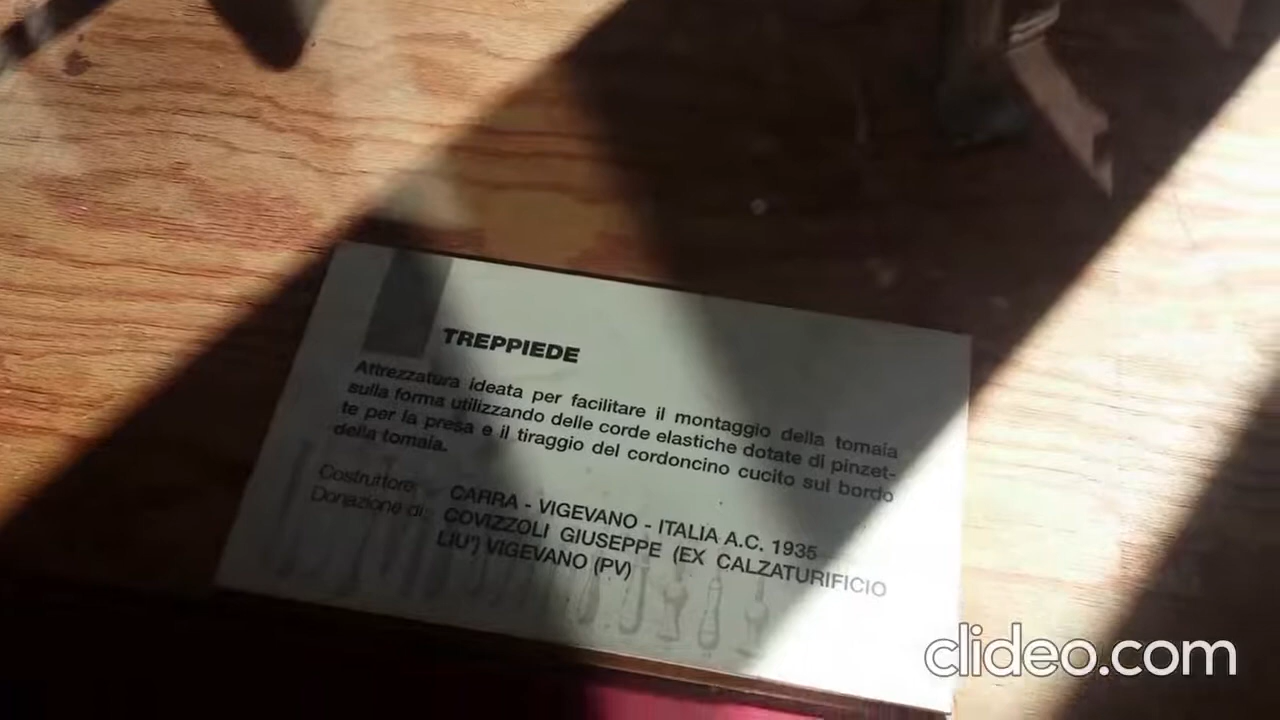 TREPPIEDE
Attrezzatura ideata per facilitare il montaggio della tomaia
sulla forma utilizzando delle corde elastiche dotate di pinzet-
te per la presa e il tiraggio del cordoncino cucito sul bordo
della tomaia.
Costruttore: CARRA - VIGEVANO - ITALIA A.C. 1935
Donazione di: COVIZZOLI GIUSEPPE (EX CALZATURIFICIO
LIU') VIGEVANO (PV)
clideo.com